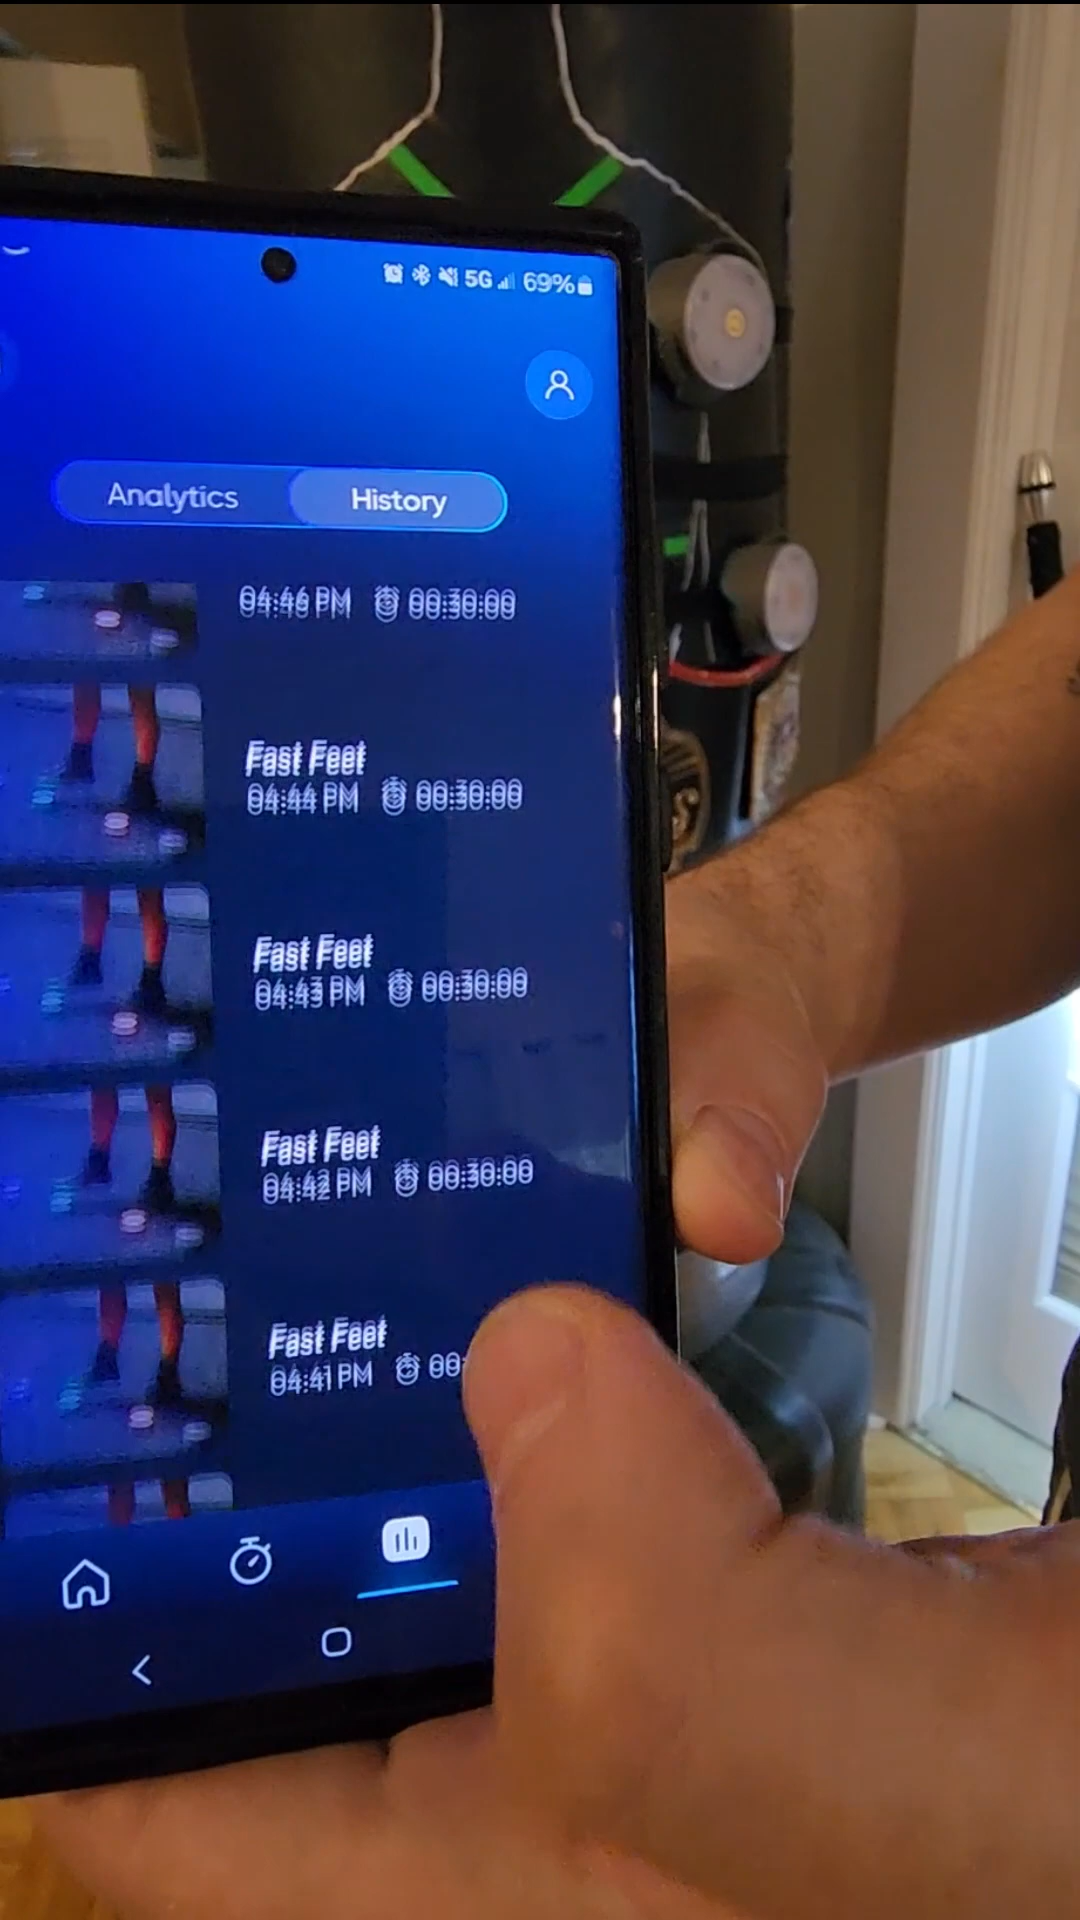 5G 69%
Analytics History
04:46 PM 00:30:00
Fast Feet
04:44 PM 00:30:00
Fast Feet
04:43 PM 00:30:00
Fast Feet
04:42 PM 00:30:00
Fast Feet
04:41 PM 00: